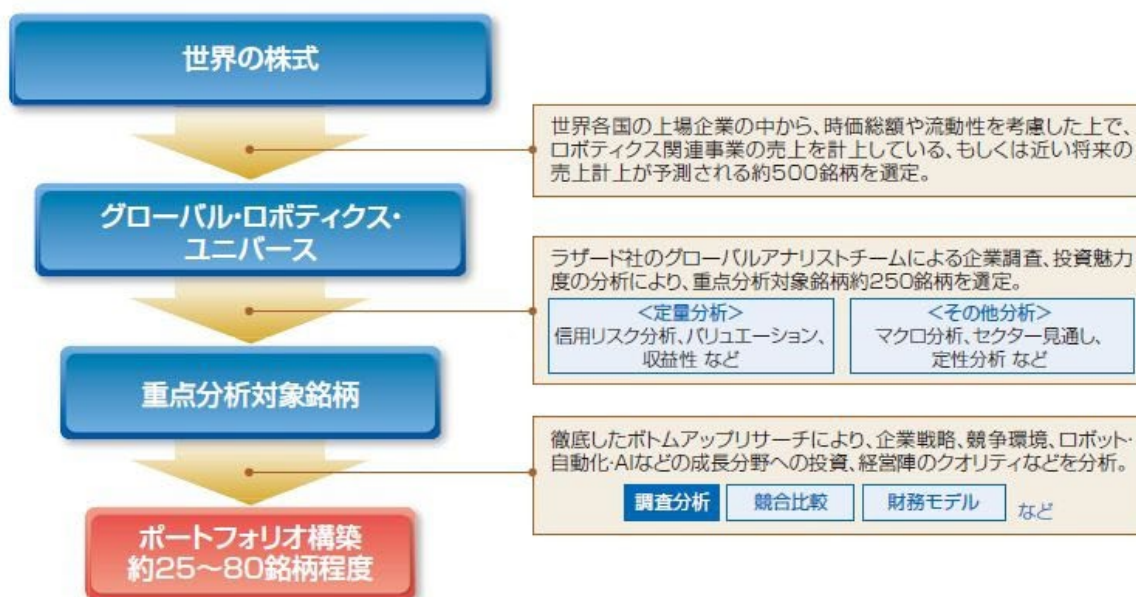 世界の株式
世界各国の上場企業の中から、時価総額や流動性を考慮した上で、
ロボティクス関連事業の売上を計上している、もしくは近い将来の
売上計上が予測される約500銘柄を選定。
グローバル・ロボティクス・
ユニバース
ラザード社のグローバルアナリストチームによる企業調査、投資魅力
度の分析により、重点分析対象銘柄約250銘柄を選定。
<定量分析>
信用リスク分析、バリュエーション、
収益性 など
<その他分析>
マクロ分析、セクター見通し、
定性分析 など
重点分析対象銘柄
徹底したボトムアップリサーチにより、企業戦略、競争環境、ロボット・
自動化・AIなどの成長分野への投資、経営陣のクオリティなどを分析。
調査分析 競合比較 財務モデル など
ポートフォリオ構築
約25～80銘柄程度